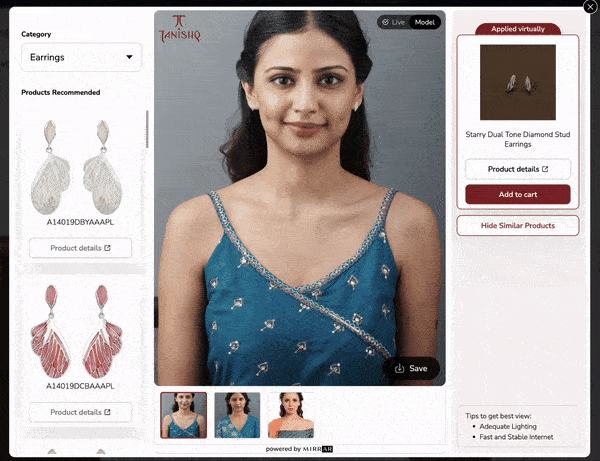 Category
Earrings
Products Recommended
A14019DBYAAAPL
Product details
A14019DCBAAAPL
Product details
TANISHQ
Live
Model
Save
powered by MIRRAR
Applied virtually
Starry Dual Tone Diamond Stud
Earrings
Product details
Add to cart
Hide Similar Products
Tips to get best view:
Adequate Lighting
Fast and Stable Internet